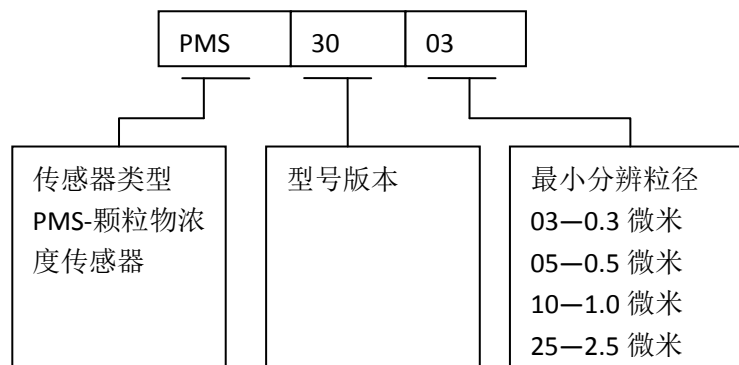 PMS 30 03
传感器类型
PMS-颗粒物浓
度传感器
型号版本
最小分辨粒径
03—0.3 微米
05—0.5 微米
10—1.0 微米
25—2.5 微米